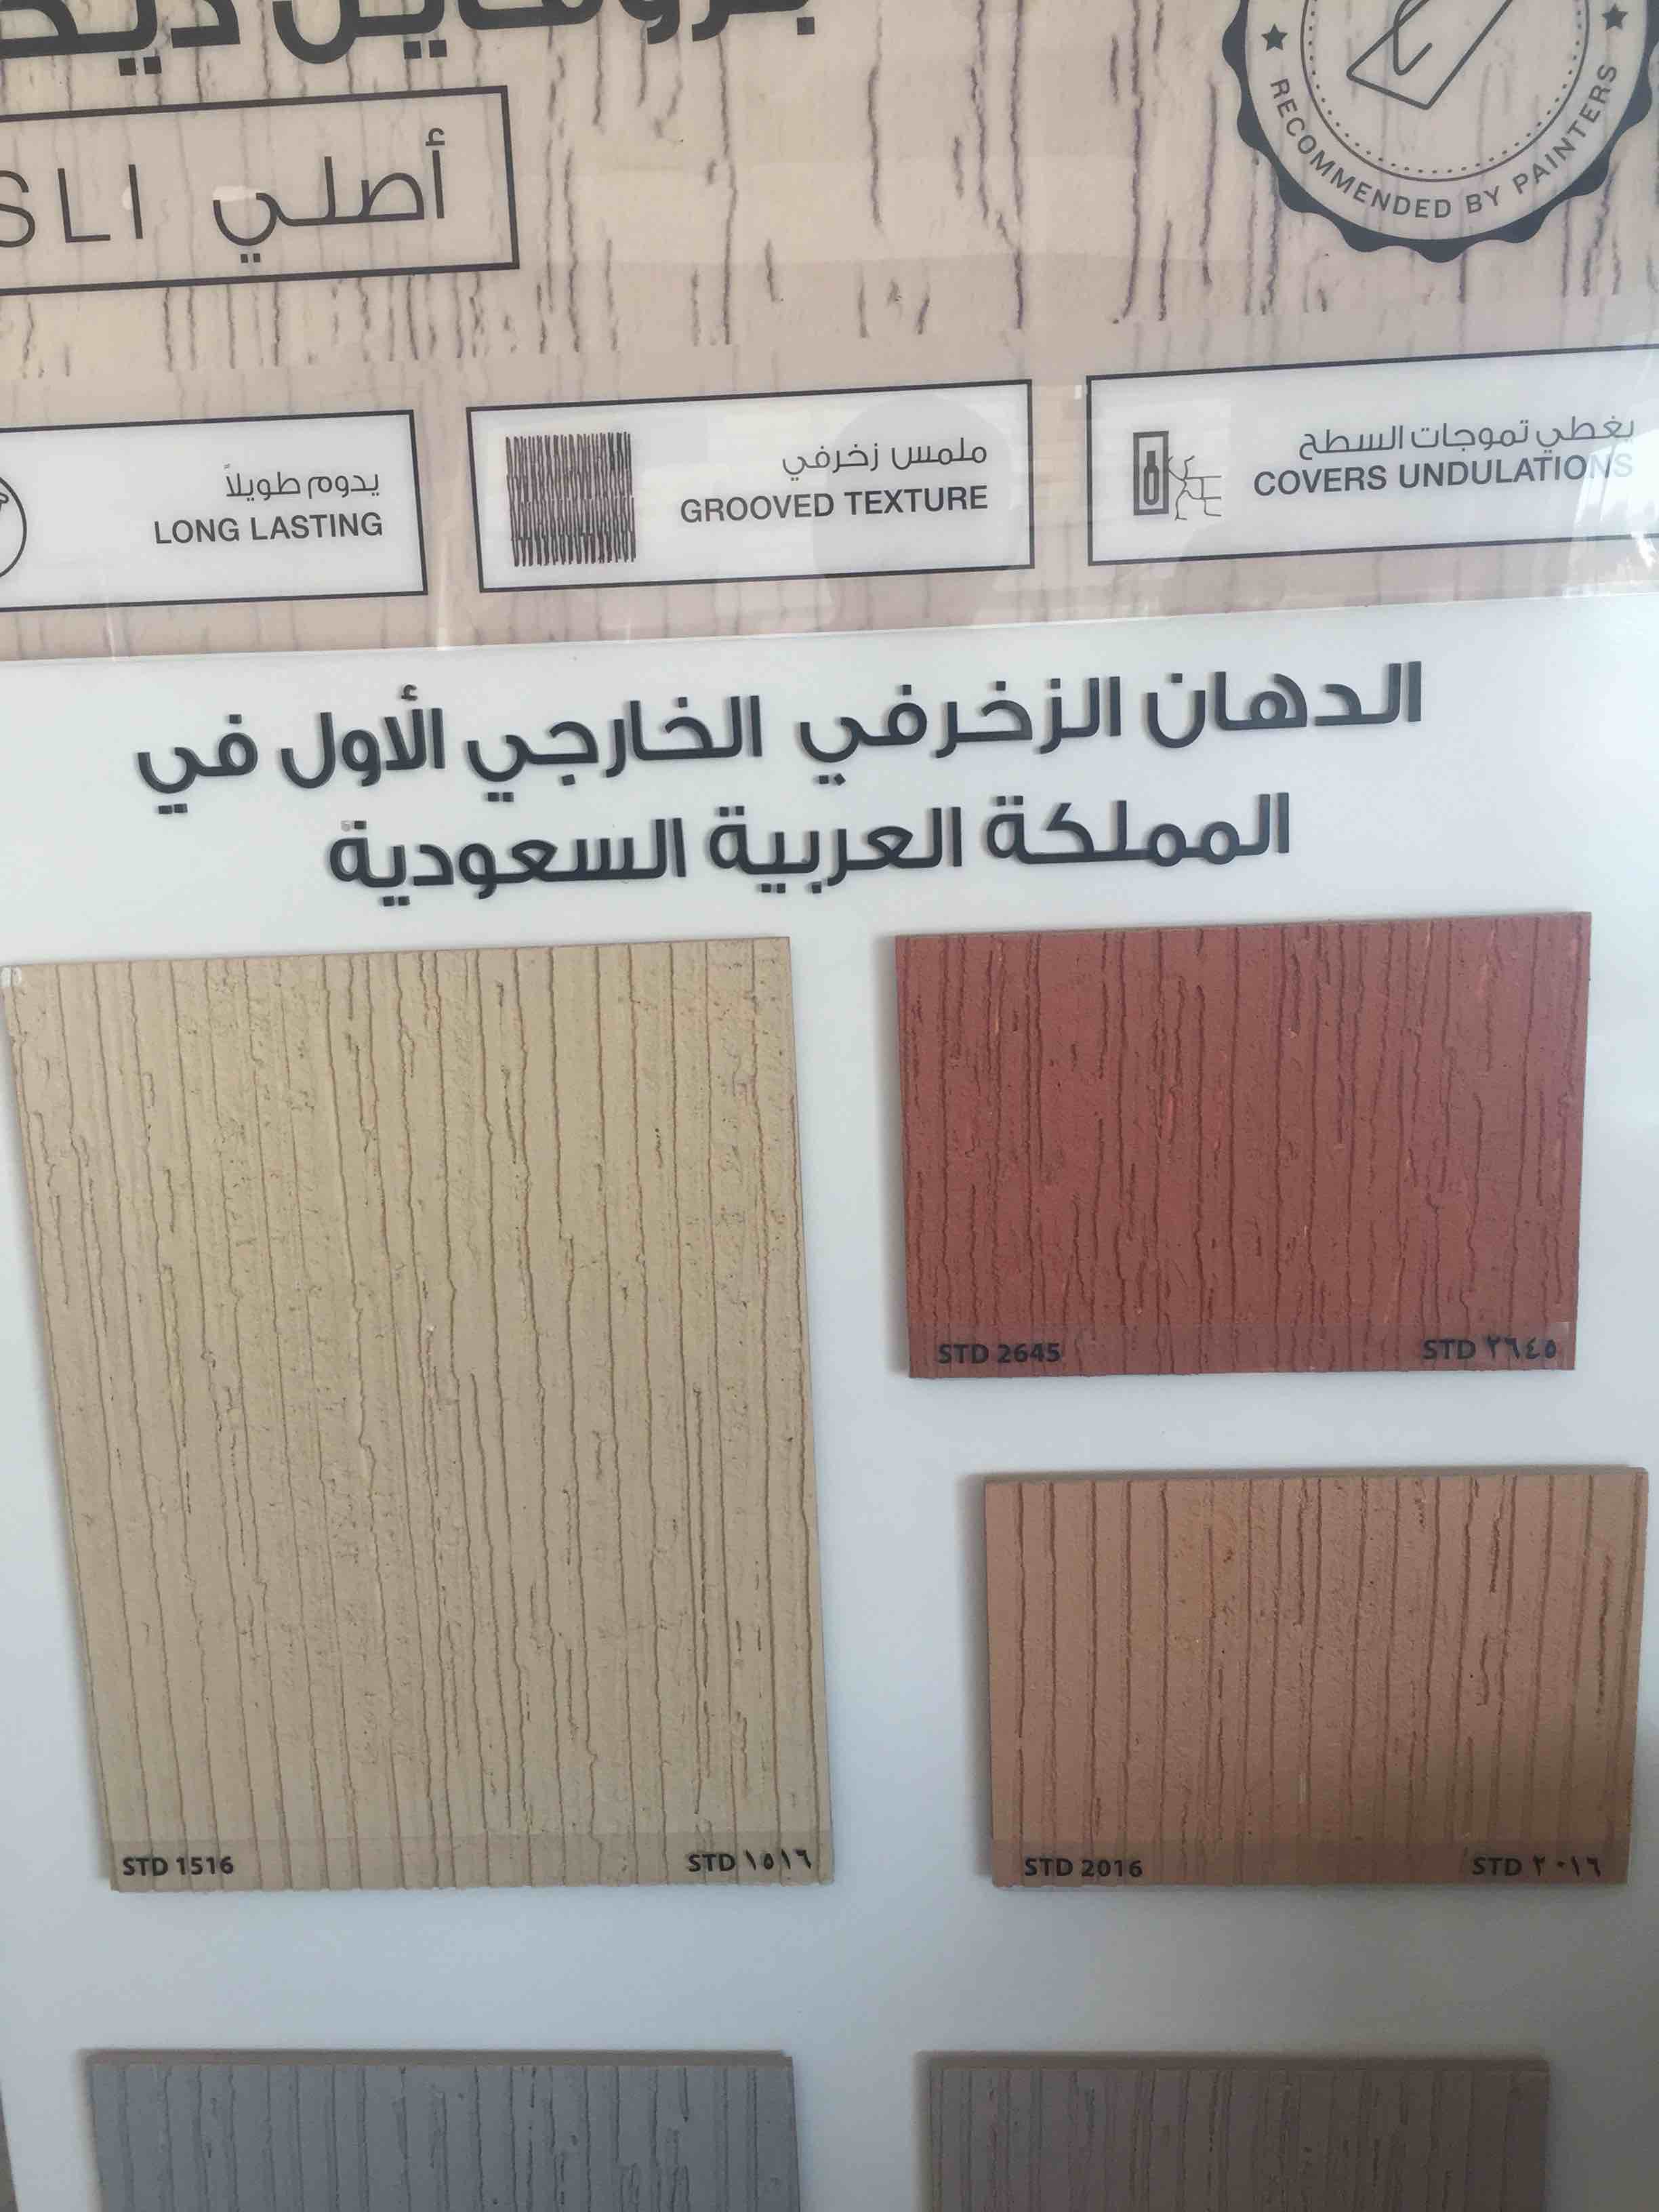 أصلي SLI
RECOMMENDED BY PAINTERS
يغطي تموجات السطح
COVERS UNDULATIONS
ملمس زخرفي
GROOVED TEXTURE
يدوم طويلاً
LONG LASTING
الدهان الزخرفي الخارجي الأول في
المملكة العربية السعودية
STD 2645 STD ٢٦٤٥
STD 1516 STD ١٥١٦
STD 2016 STD ٢٠١٦